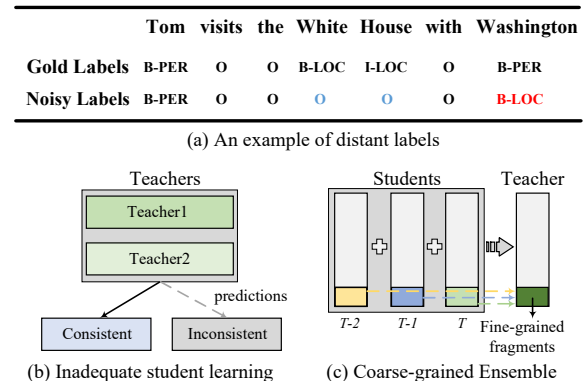 Tom visits the White House with Washington
Gold Labels B-PER O O B-LOC I-LOC O B-PER
Noisy Labels B-PER O O O O O B-LOC
(a) An example of distant labels
Teachers
Teacher1
Teacher2
predictions
Consistent Inconsistent
(b) Inadequate student learning
Students Teacher
T-2 T-1 T
Fine-grained
fragments
(c) Coarse-grained Ensemble